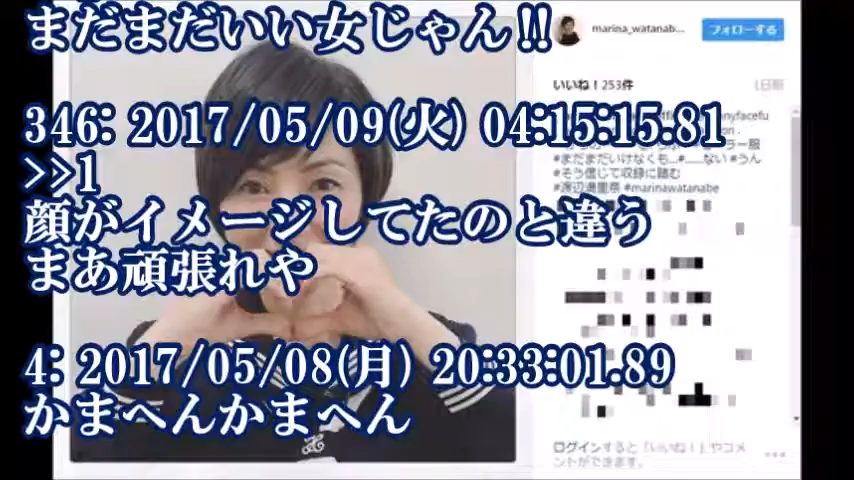 まだまだいい女じゃん!!
346: 2017/05/09(火) 04:15:15.81
>>1
顔がイメージしてたのと違う
まあ頑張れや
4: 2017/05/08(月) 20:33:01.89
かまへんかまへん
marina_watanab...
フォローする
いいね！253件
1日前
#まだまだいけなくも...#......ない #うん
#そう信じて収録に臨む
#渡辺満里奈 #marinawatanabe
ログインすると「いいね！」やコメ
ントができます。